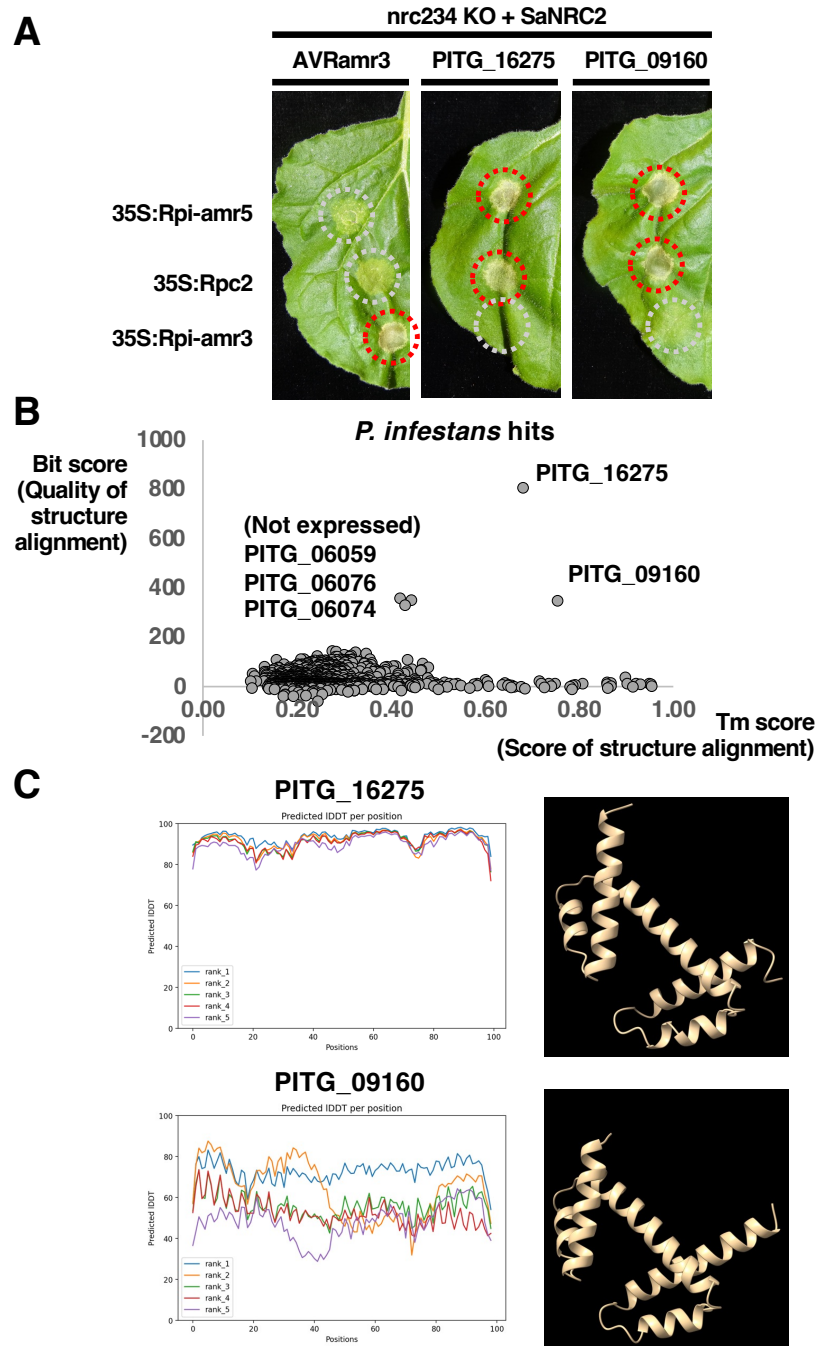 A
nrc234 KO + SaNRC2
AVRamr3 PITG_16275 PITG_09160
35S:Rpi-amr5
35S:Rpc2
35S:Rpi-amr3
B
P. infestans hits
Bit score
(Quality of
structure
alignment)
1000
800
600
400
200
0
-200
PITG_16275
(Not expressed)
PITG_06059
PITG_06076
PITG_06074
PITG_09160
0.00 0.20 0.40 0.60 0.80 1.00
Tm score
(Score of structure alignment)
C
PITG_16275
Predicted lDDT per position
Predicted lDDT
100
80
60
40
20
0
rank_1
rank_2
rank_3
rank_4
rank_5
0 20 40 60 80 100
Positions
PITG_09160
Predicted lDDT per position
Predicted lDDT
100
80
60
40
20
0
rank_1
rank_2
rank_3
rank_4
rank_5
0 20 40 60 80 100
Positions